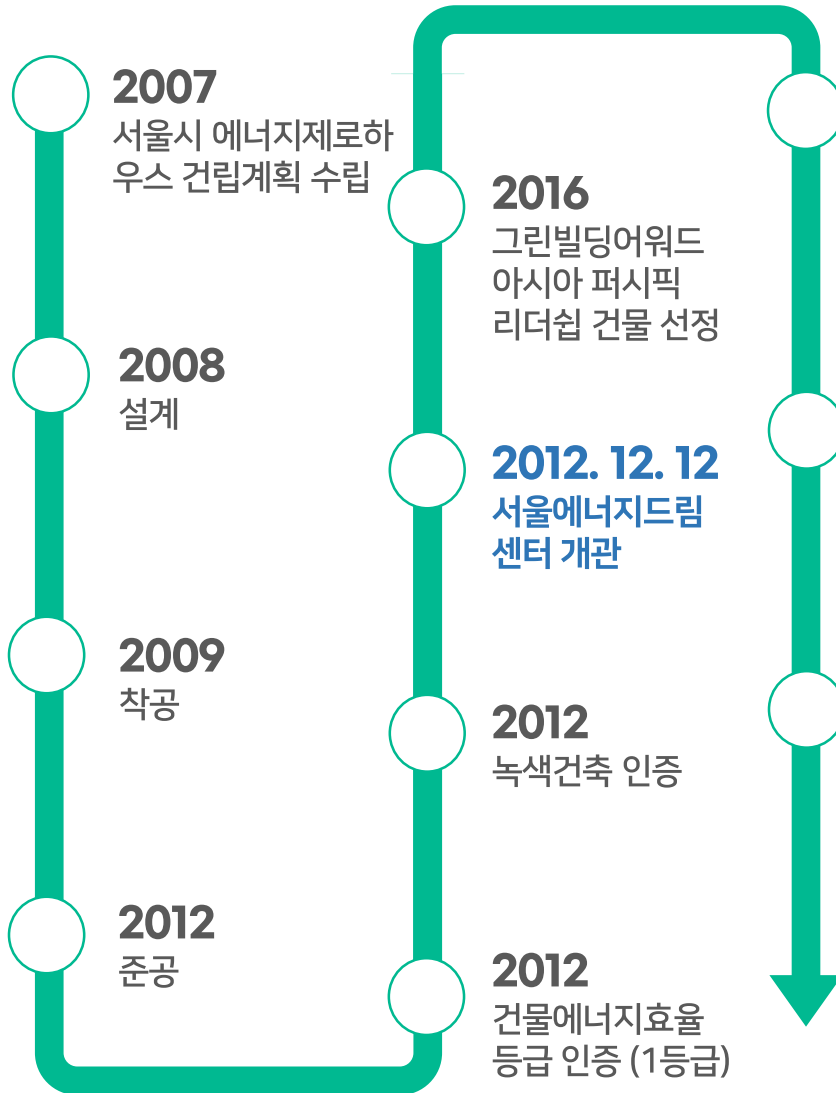 2007
서울시 에너지제로하
우스 건립계획 수립
2008
설계
2009
착공
2012
준공
2016
그린빌딩어워드
아시아 퍼시픽
리더쉽 건물 선정
2012. 12. 12
서울에너지드림
센터 개관
2012
녹색건축 인증
2012
건물에너지효율
등급 인증 (1등급)